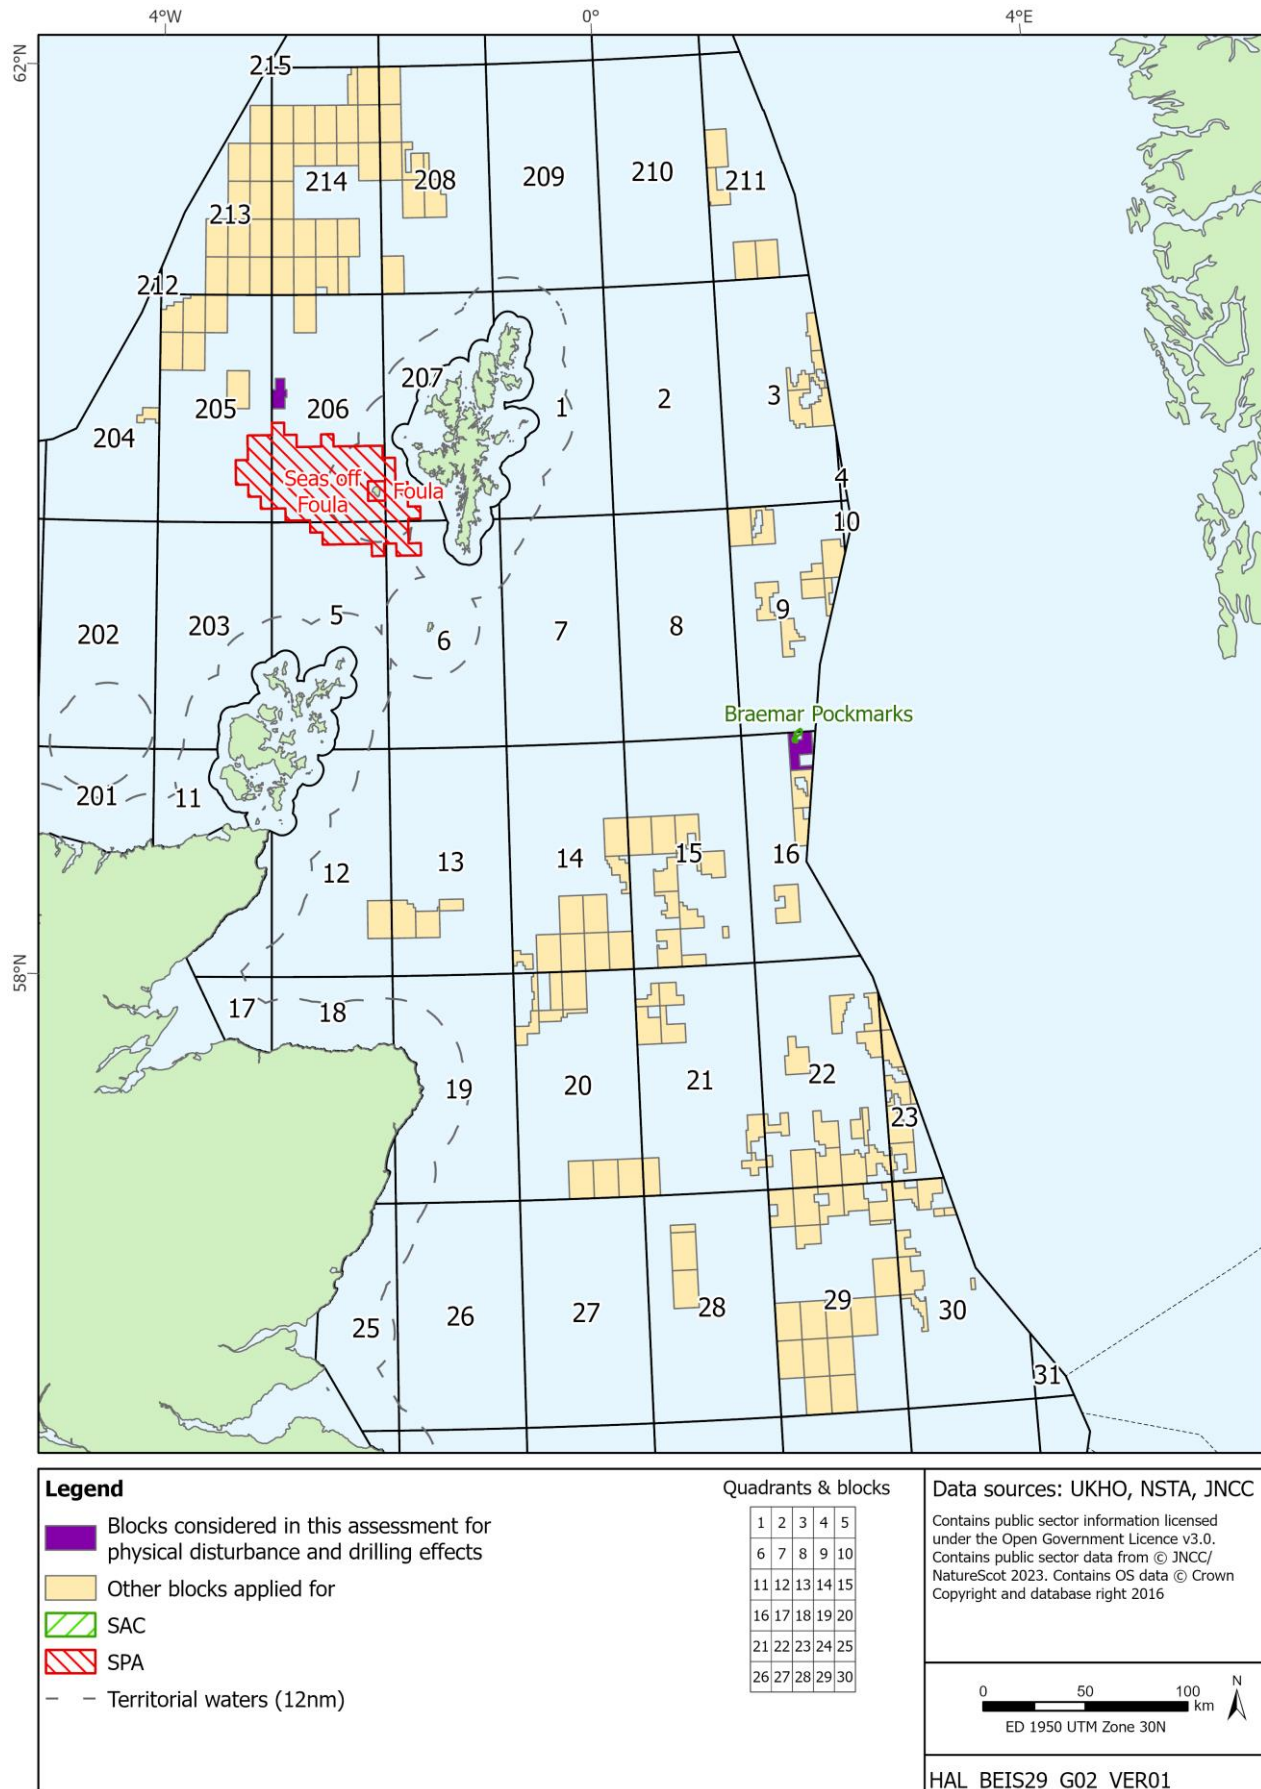 4°W 0° 4°E
62°N
215
214 208 209 210 211
213
212
207
205 206 1 2 3
204
Seas off
Foula
Foula
4
10
202 203 5 6 7 8 9
Braemar Pockmarks
201 11
12 13 14 15 16
58°N
17 18
19 20 21 22
23
25 26 27 28 29 30
31
Legend
Blocks considered in this assessment for
physical disturbance and drilling effects
Other blocks applied for
SAC
SPA
Territorial waters (12nm)
Quadrants & blocks
1 2 3 4 5
6 7 8 9 10
11 12 13 14 15
16 17 18 19 20
21 22 23 24 25
26 27 28 29 30
Data sources: UKHO, NSTA, JNCC
Contains public sector information licensed
under the Open Government Licence v3.0.
Contains public sector data from © JNCC/
NatureScot 2023. Contains OS data © Crown
Copyright and database right 2016
0 50 100
km
N
ED 1950 UTM Zone 30N
HAL_BEIS29_G02_VER01